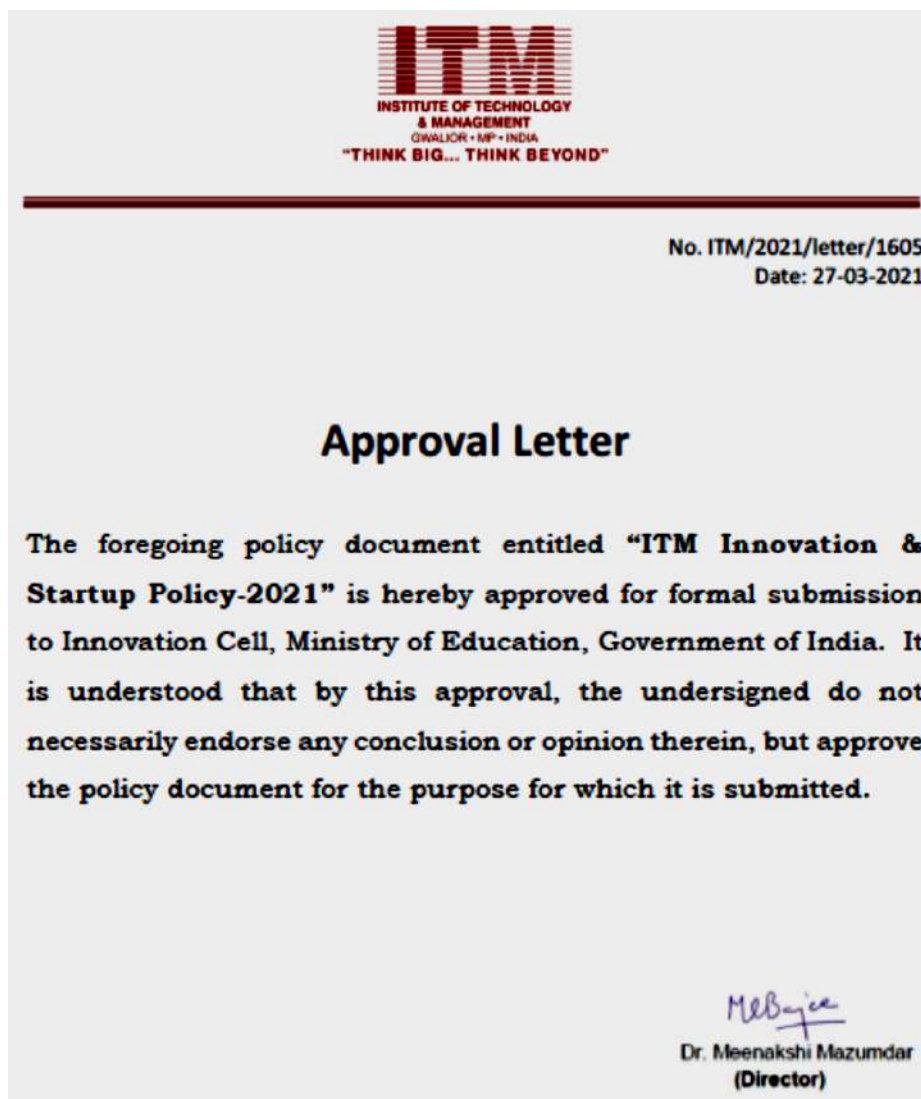 ITM
INSTITUTE OF TECHNOLOGY
& MANAGEMENT
GWALIOR • MP • INDIA
“THINK BIG... THINK BEYOND”
No. ITM/2021/letter/1605
Date: 27-03-2021
Approval Letter
The foregoing policy document entitled “ITM Innovation &
Startup Policy-2021” is hereby approved for formal submission
to Innovation Cell, Ministry of Education, Government of India. It
is understood that by this approval, the undersigned do not
necessarily endorse any conclusion or opinion therein, but approve
the policy document for the purpose for which it is submitted.
Dr. Meenakshi Mazumdar
(Director)